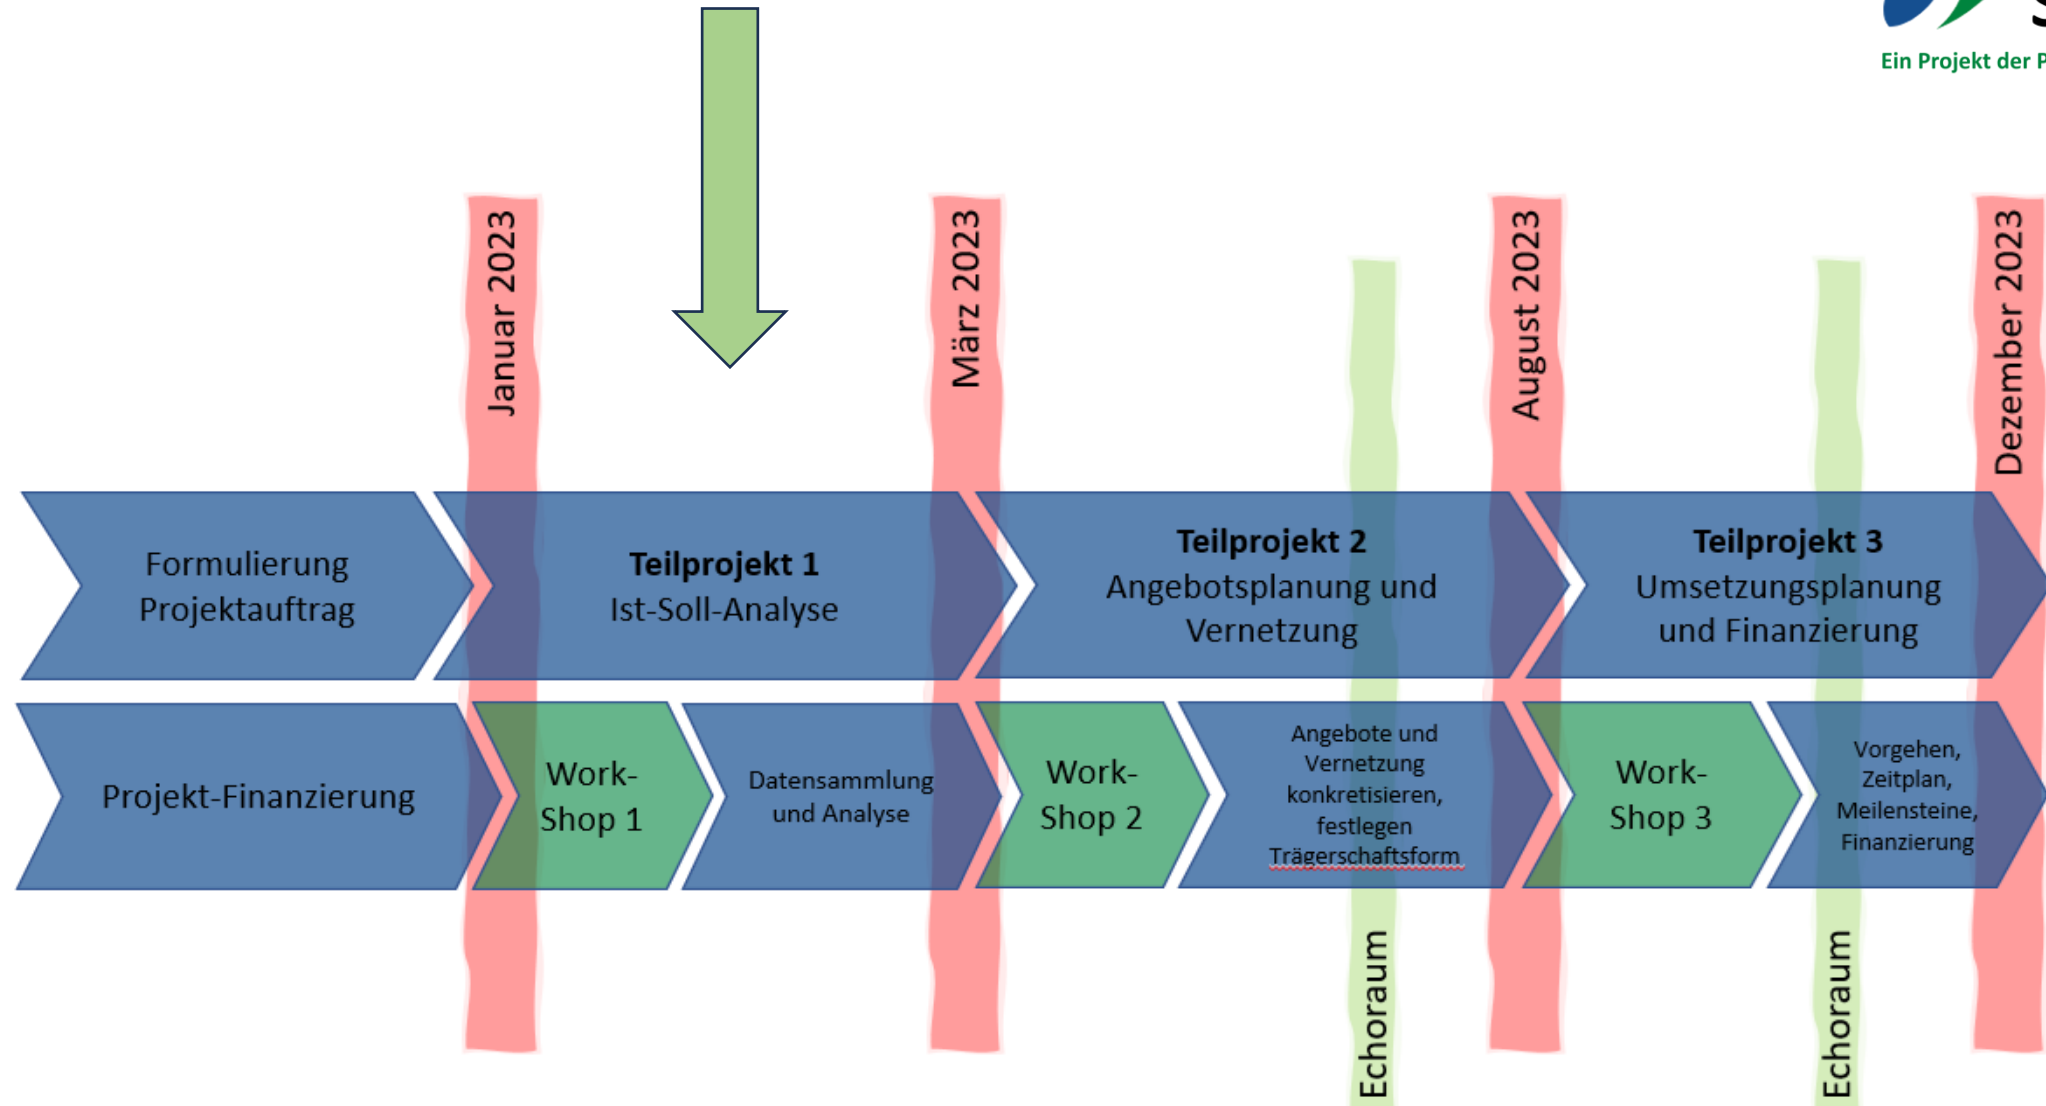 Ein Projekt der P
Januar 2023
März 2023
August 2023
Dezember 2023
Formulierung
Projektauftrag
Teilprojekt 1
Ist-Soll-Analyse
Teilprojekt 2
Angebotsplanung und
Vernetzung
Teilprojekt 3
Umsetzungsplanung
und Finanzierung
Projekt-Finanzierung
Work-
Shop 1
Datensammlung
und Analyse
Work-
Shop 2
Angebote und
Vernetzung
konkretisieren,
festlegen
Trägerschaftsform
Work-
Shop 3
Vorgehen,
Zeitplan,
Meilensteine,
Finanzierung
Echoraum
Echoraum